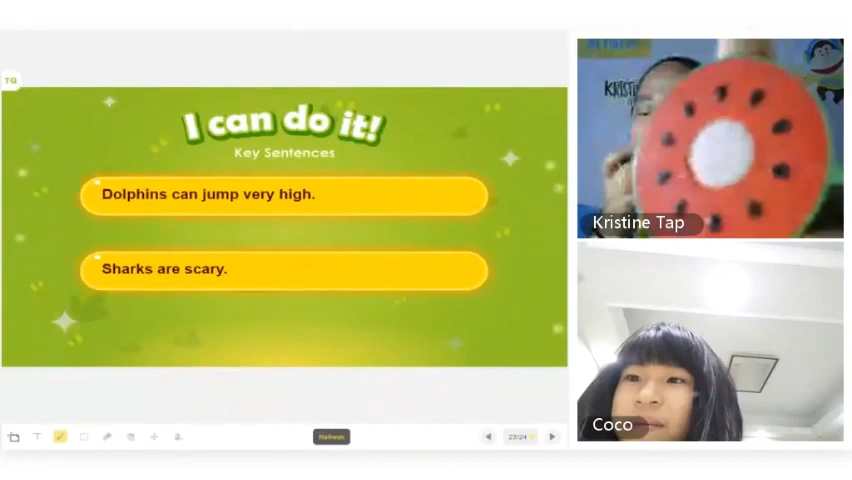 TG
I can do it!
Key Sentences
Dolphins can jump very high.
Sharks are scary.
Refresh
23/24
KRISTI
Kristine Tap
Coco